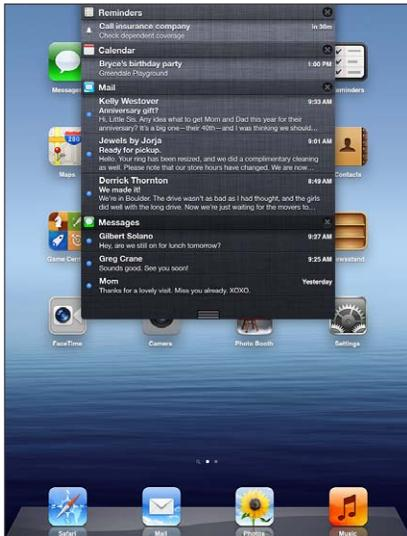 Reminders
Call insurance company in 36m
Check dependent coverage
Calendar
Bryce's birthday party 1:00 PM
Greendale Playground
Mail
Kelly Westover 9:33 AM
Anniversary gift?
Hi, Little Sis. Any idea what to get Mom and Dad this year for their
anniversary? It's a big one—their 40th—and I was thinking we should...
Jewels by Jorja 9:01 AM
Ready for pickup.
Hello. Your ring has been resized, and we did a complimentary cleaning
as well. Please note that our store hours have changed. We are now...
Derrick Thornton 8:49 AM
We made it!
We're in Boulder. The drive wasn't as bad as I had thought, and the girls
did well with the long drive. Now we're just waiting for the movers to...
Messages
Gilbert Solano 9:27 AM
Hey, are we still on for lunch tomorrow?
Greg Crane 9:25 AM
Sounds good. See you soon!
Mom Yesterday
Thanks for a lovely visit. Miss you already. XOXO.
Messages
Reminders
280
Maps
Contacts
Game Cent
Newsstand
FaceTime
Camera
Photo Booth
Settings
Safari
Mail
Photos
Music